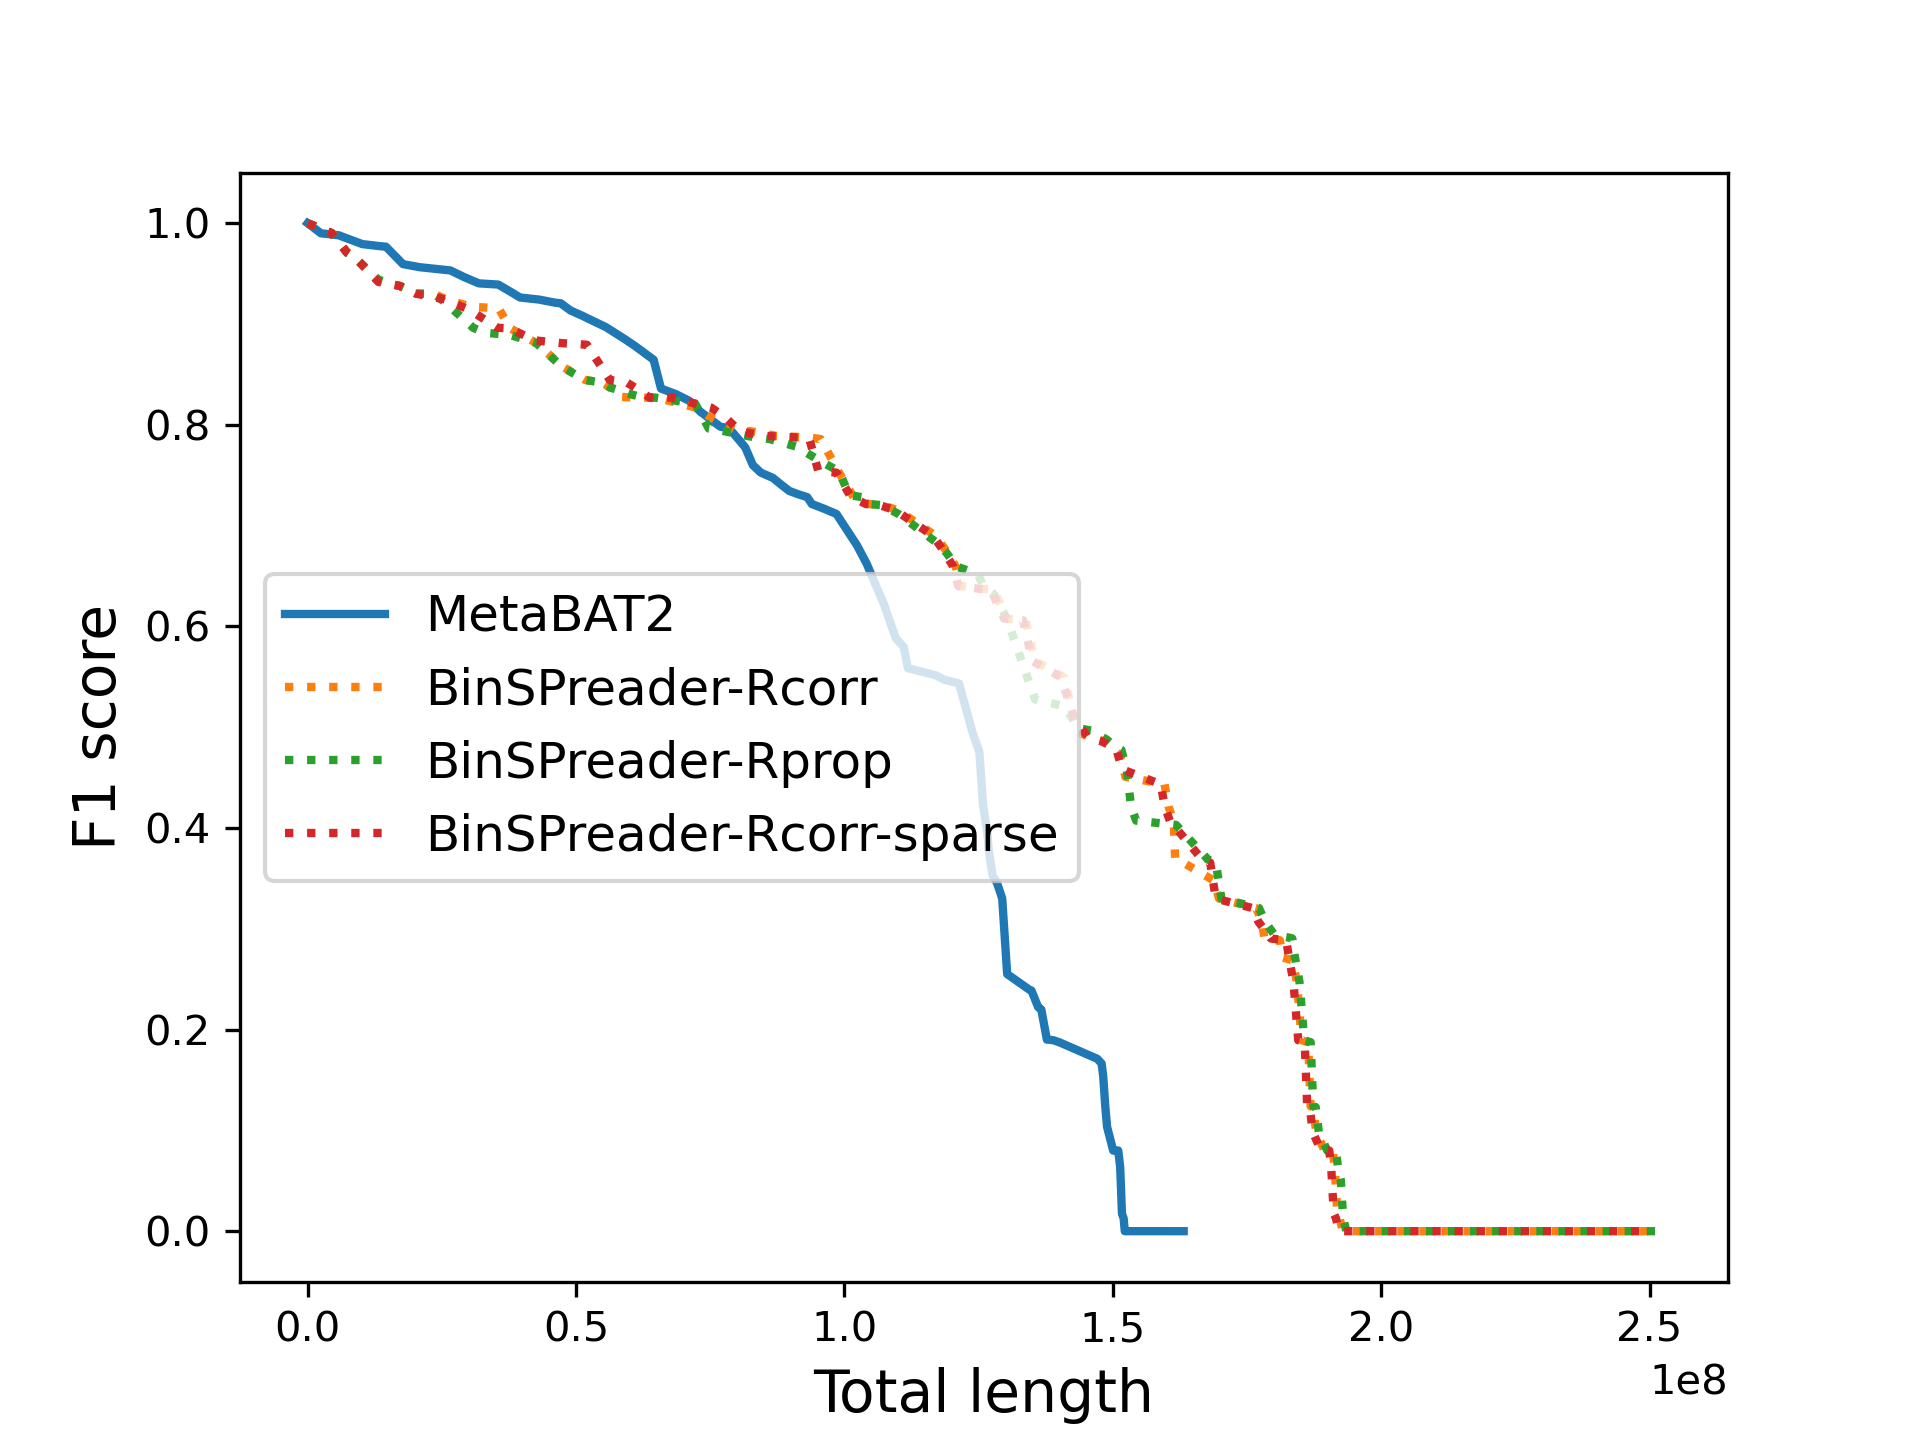 1.0
0.8
0.6
0.4
0.2
0.0
F1 score
MetaBAT2
BinSPreader-Rcorr
BinSPreader-Rprop
BinSPreader-Rcorr-sparse
0.0 0.5 1.0 1.5 2.0 2.5
1e8
Total length